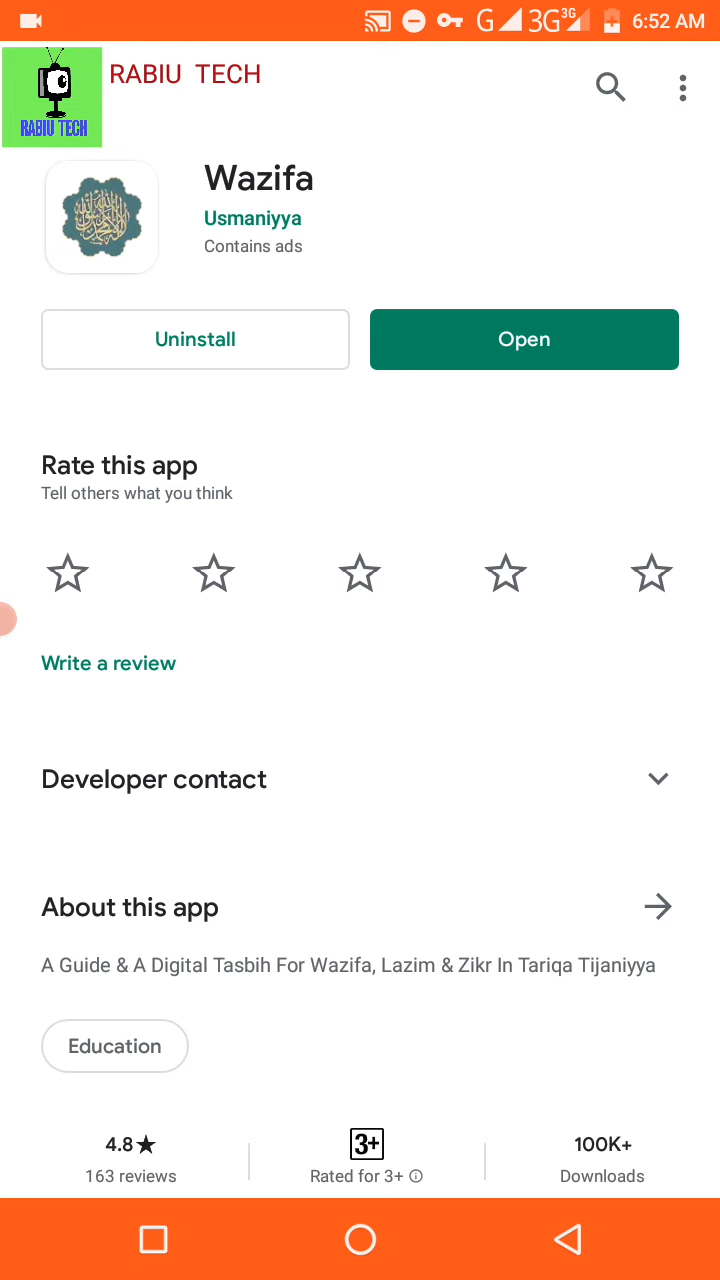 G 3G 3G 6:52 AM
RABIU TECH
RABIU TECH
Wazifa
Usmaniyya
Contains ads
Uninstall Open
Rate this app
Tell others what you think
Write a review
Developer contact
About this app
A Guide & A Digital Tasbih For Wazifa, Lazim & Zikr In Tariqa Tijaniyya
Education
4.8★ 3+ 100K+
163 reviews Rated for 3+ Downloads